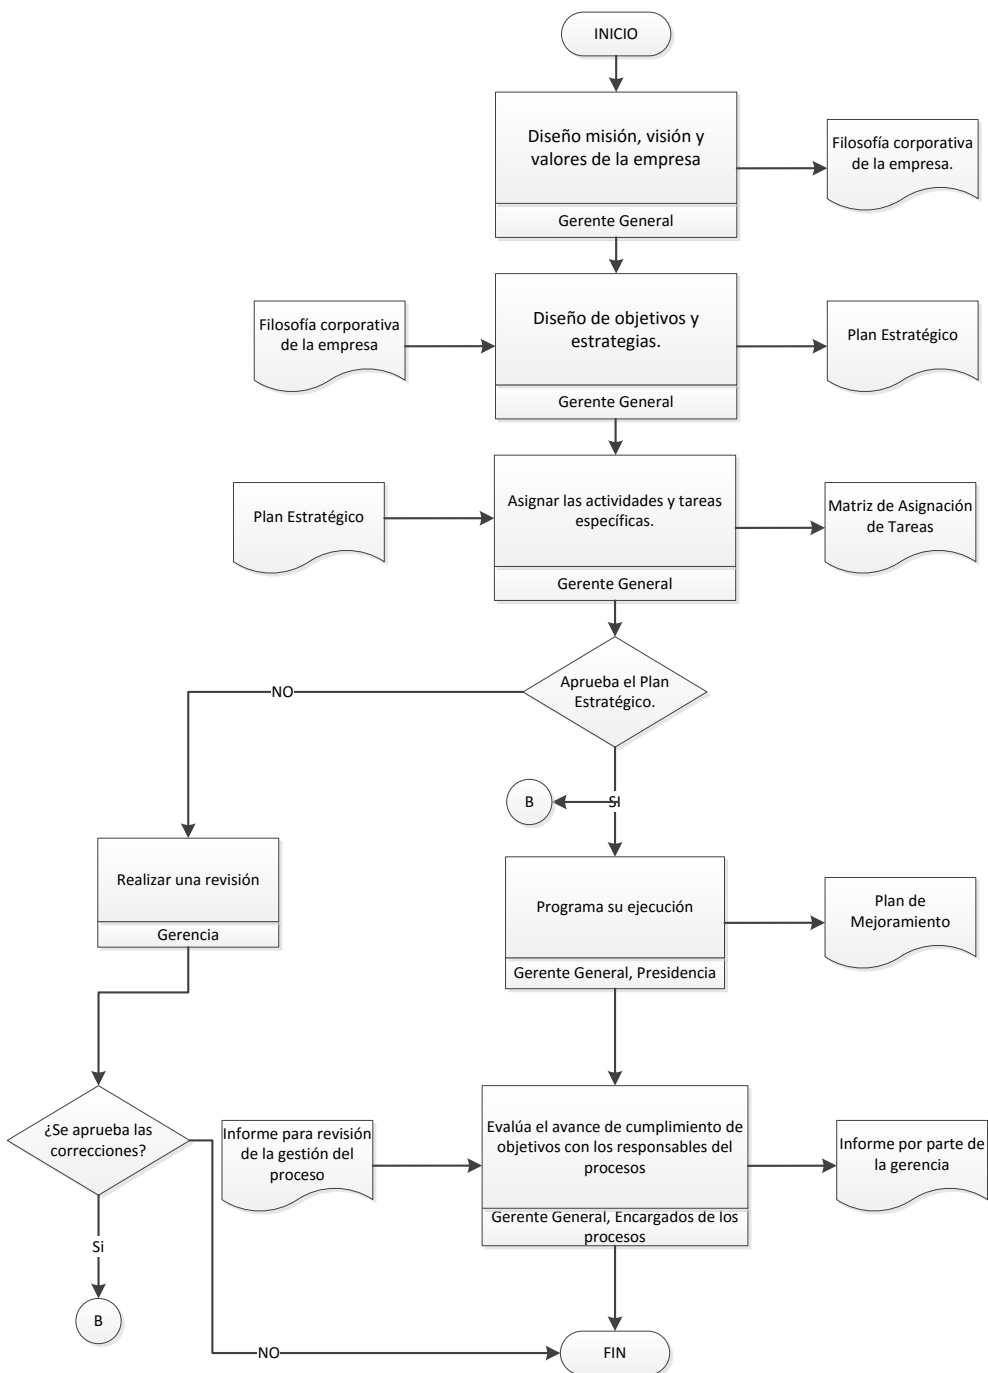 INICIO
Diseño misión, visión y
valores de la empresa
Gerente General
Filosofía corporativa
de la empresa.
Filosofía corporativa
de la empresa
Diseño de objetivos y
estrategias.
Gerente General
Plan Estratégico
Plan Estratégico
Asignar las actividades y tareas
específicas.
Gerente General
Matriz de Asignación
de Tareas
Aprueba el Plan
Estratégico.
NO
SI
B
Realizar una revisión
Gerencia
Programa su ejecución
Gerente General, Presidencia
Plan de
Mejoramiento
¿Se aprueba las
correcciones?
Informe para revisión
de la gestión del
proceso
Evalúa el avance de cumplimiento de
objetivos con los responsables del
procesos
Gerente General, Encargados de los
procesos
Informe por parte de
la gerencia
Si
B
NO
FIN